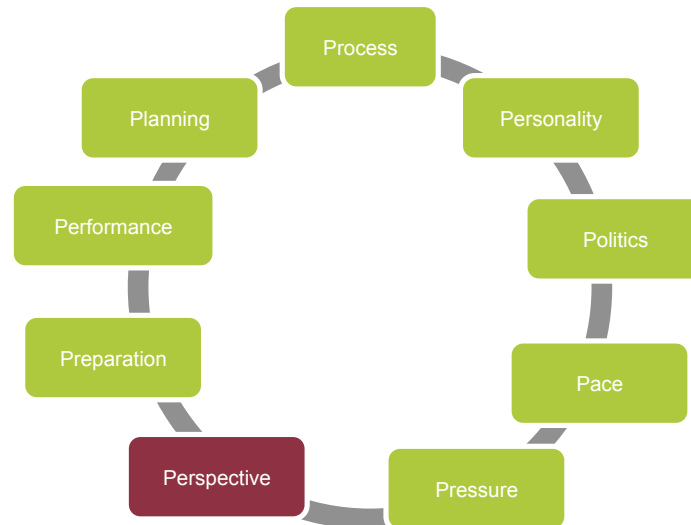 Process
Personality
Politics
Pace
Pressure
Perspective
Preparation
Performance
Planning